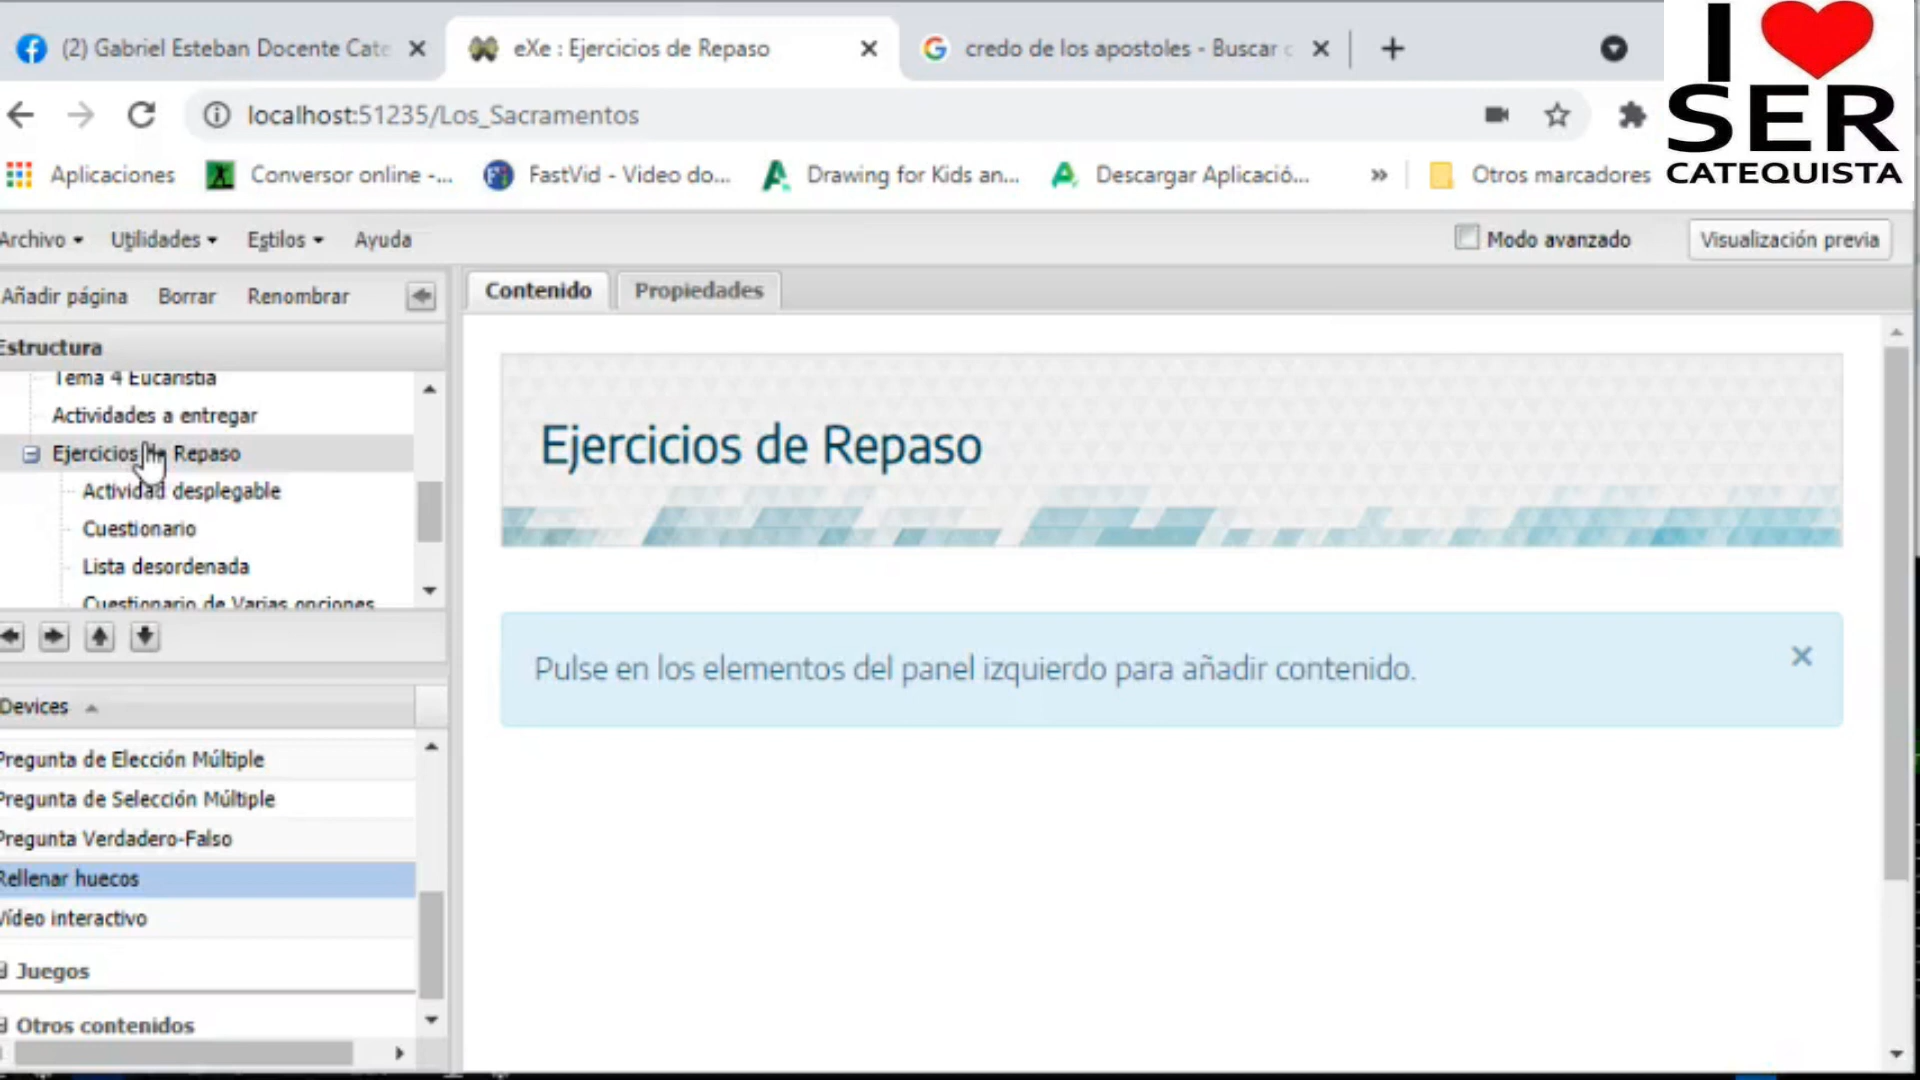 (2) Gabriel Esteban Docente Cate
eXe : Ejercicios de Repaso
credo de los apostoles - Buscar c
I
SER
CATEQUISTA
localhost:51235/Los_Sacramentos
Aplicaciones
Conversor online -...
FastVid - Video do...
Drawing for Kids an...
Descargar Aplicació...
»
Otros marcadores
Archivo
Utilidades
Estilos
Ayuda
Modo avanzado
Visualización previa
Añadir página
Borrar
Renombrar
Contenido
Propiedades
Estructura
Tema 4 Eucaristia
Actividades a entregar
Ejercicios de Repaso
Actividad desplegable
Cuestionario
Lista desordenada
Cuestionario de Varias opciones
Ejercicios de Repaso
Pulse en los elementos del panel izquierdo para añadir contenido.
Devices
Pregunta de Elección Múltiple
Pregunta de Selección Múltiple
Pregunta Verdadero-Falso
Rellenar huecos
Vídeo interactivo
Juegos
Otros contenidos